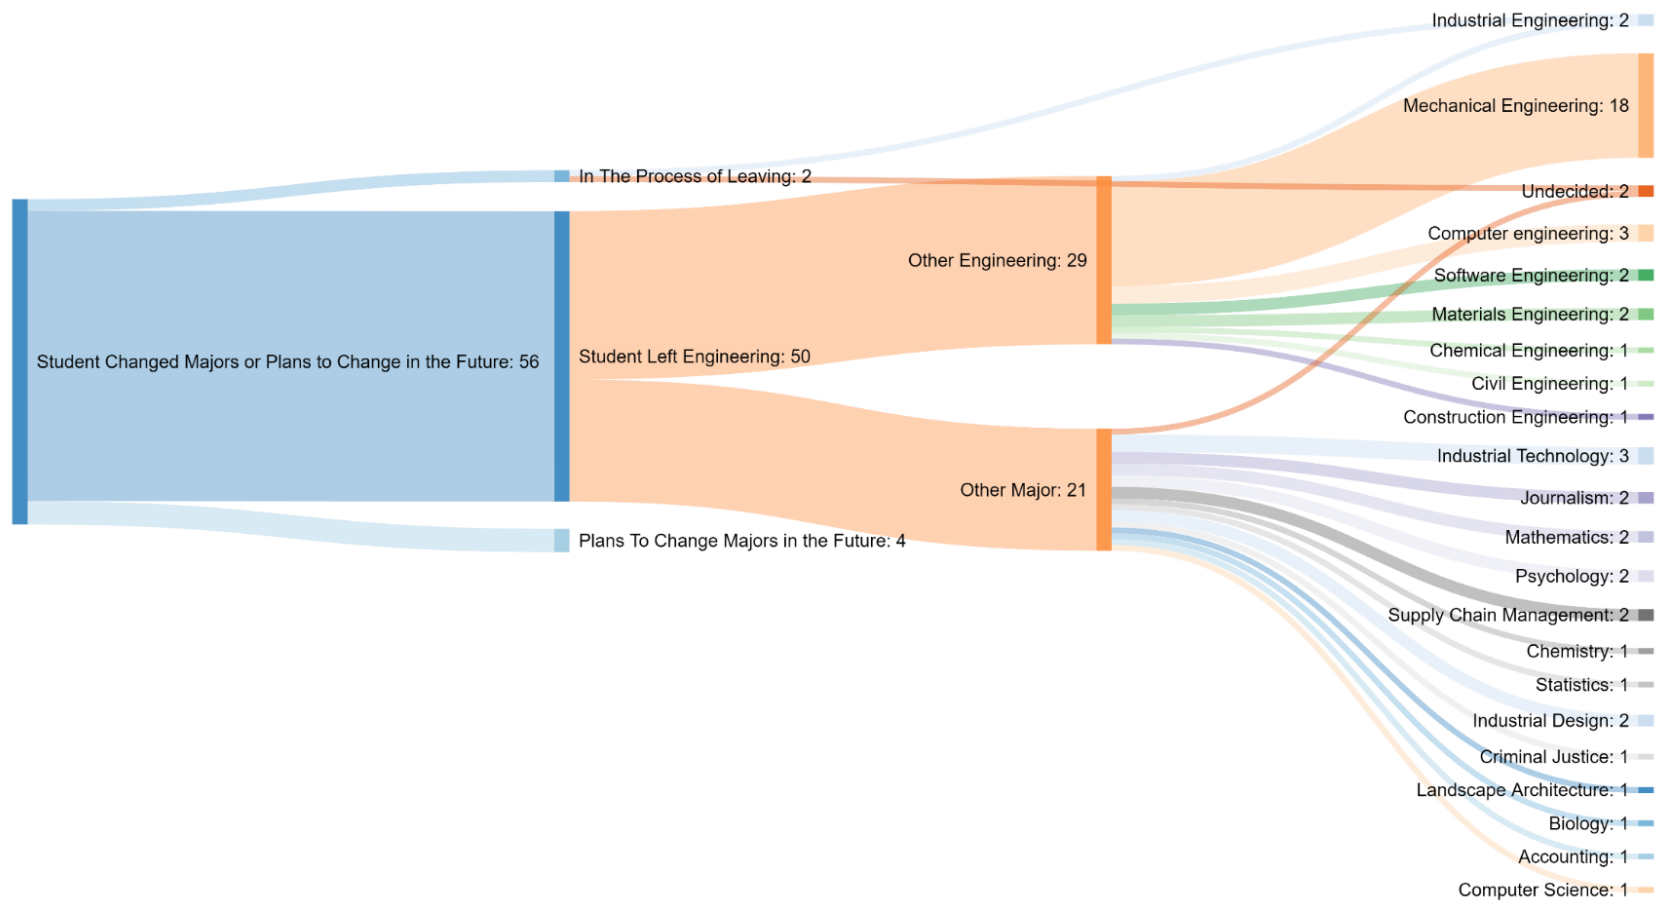 Student Changed Majors or Plans to Change in the Future: 56
In The Process of Leaving: 2
Student Left Engineering: 50
Plans To Change Majors in the Future: 4
Other Engineering: 29
Other Major: 21
Industrial Engineering: 2
Mechanical Engineering: 18
Undecided: 2
Computer engineering: 3
Software Engineering: 2
Materials Engineering: 2
Chemical Engineering: 1
Civil Engineering: 1
Construction Engineering: 1
Industrial Technology: 3
Journalism: 2
Mathematics: 2
Psychology: 2
Supply Chain Management: 2
Chemistry: 1
Statistics: 1
Industrial Design: 2
Criminal Justice: 1
Landscape Architecture: 1
Biology: 1
Accounting: 1
Computer Science: 1